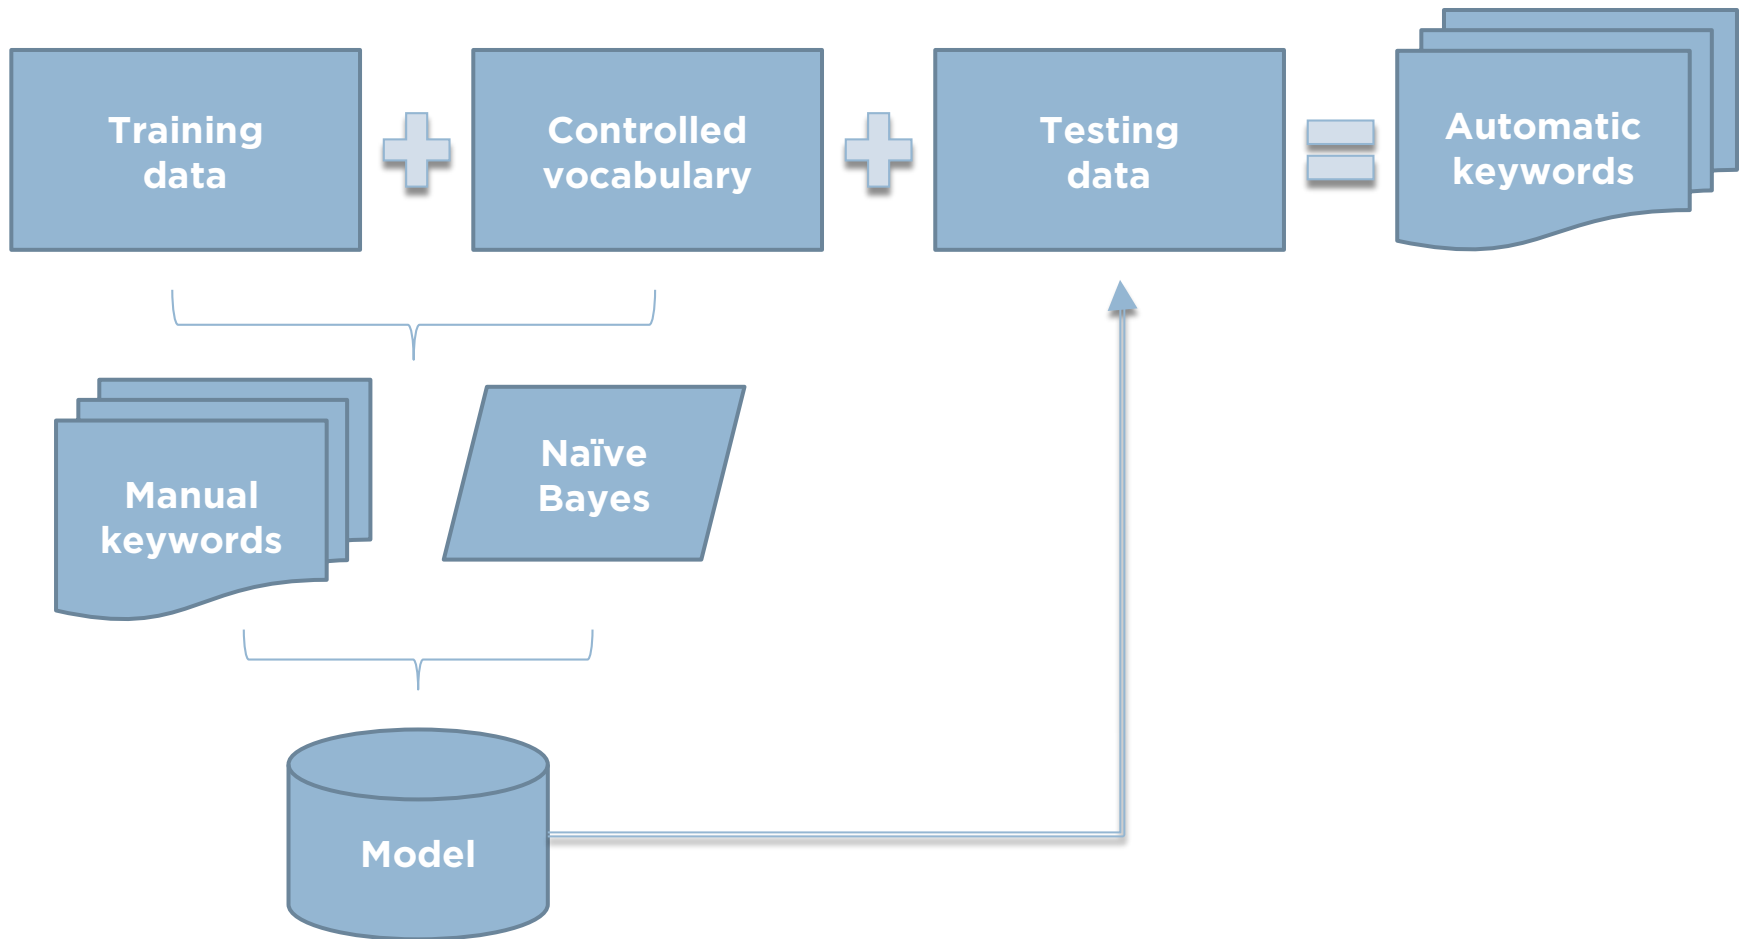 Training
data
Controlled
vocabulary
Testing
data
Automatic
keywords
Manual
keywords
Naïve
Bayes
Model